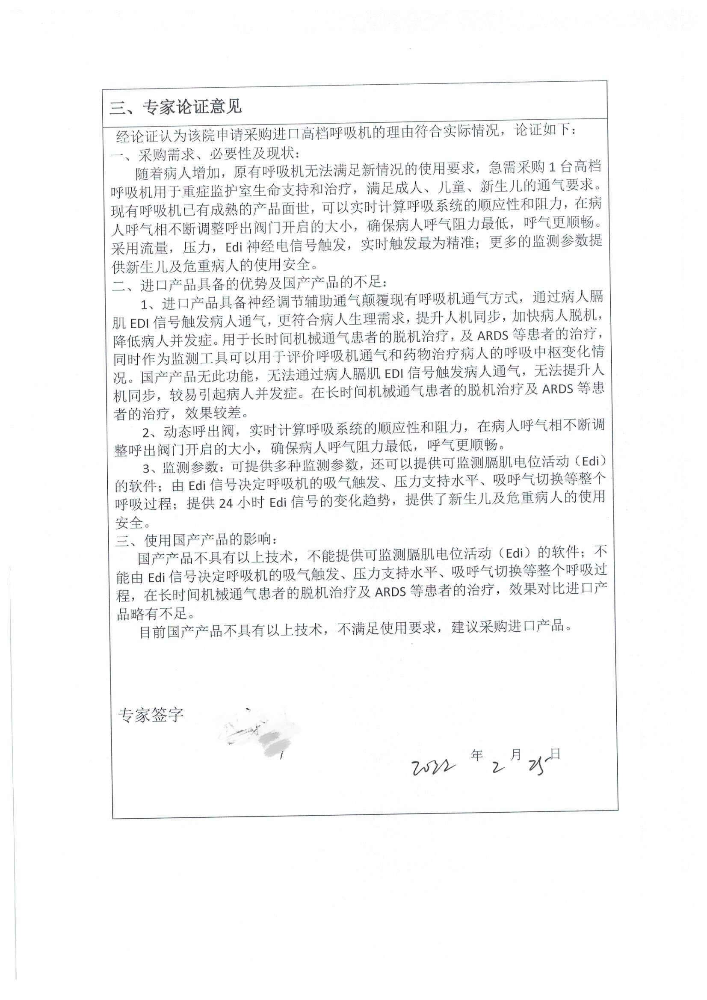 三、专家论证意见
经论证认为该院申请采购进口高档呼吸机的理由符合实际情况，论证如下：
一、采购需求、必要性及现状：
随着病人增加，原有呼吸机无法满足新情况的使用要求，急需采购 1 台高档
呼吸机用于重症监护室生命支持和治疗，满足成人、儿童、新生儿的通气要求。
现有呼吸机已有成熟的产品面世，可以实时计算呼吸系统的顺应性和阻力，在病
人呼气相不断调整呼出阀门开启的大小，确保病人呼气阻力最低，呼气更顺畅。
采用流量，压力，Edi 神经电信号触发，实时触发最为精准；更多的监测参数提
供新生儿及危重病人的使用安全。
二、进口产品具备的优势及国产产品的不足：
1、进口产品具备神经调节辅助通气颠覆现有呼吸机通气方式，通过病人膈
肌 EDI 信号触发病人通气，更符合病人生理需求，提升人机同步，加快病人脱机，
降低病人并发症。用于长时间机械通气患者的脱机治疗，及 ARDS 等患者的治疗，
同时作为监测工具可以用于评价呼吸机通气和药物治疗病人的呼吸中枢变化情
况。国产产品无此功能，无法通过病人膈肌 EDI 信号触发病人通气，无法提升人
机同步，较易引起病人并发症。在长时间机械通气患者的脱机治疗及 ARDS 等患
者的治疗，效果较差。
2、动态呼出阀，实时计算呼吸系统的顺应性和阻力，在病人呼气相不断调
整呼出阀门开启的大小，确保病人呼气阻力最低，呼气更顺畅。
3、监测参数：可提供多种监测参数，还可以提供可监测膈肌电位活动（Edi）
的软件；由 Edi 信号决定呼吸机的吸气触发、压力支持水平、吸呼气切换等整个
呼吸过程；提供 24 小时 Edi 信号的变化趋势，提供了新生儿及危重病人的使用
安全。
三、使用国产产品的影响：
国产产品不具有以上技术，不能提供可监测膈肌电位活动（Edi）的软件；不
能由 Edi 信号决定呼吸机的吸气触发、压力支持水平、吸呼气切换等整个呼吸过
程，在长时间机械通气患者的脱机治疗及 ARDS 等患者的治疗，效果对比进口产
品略有不足。
目前国产产品不具有以上技术，不满足使用要求，建议采购进口产品。
专家签字
2022 年 2 月 25 日